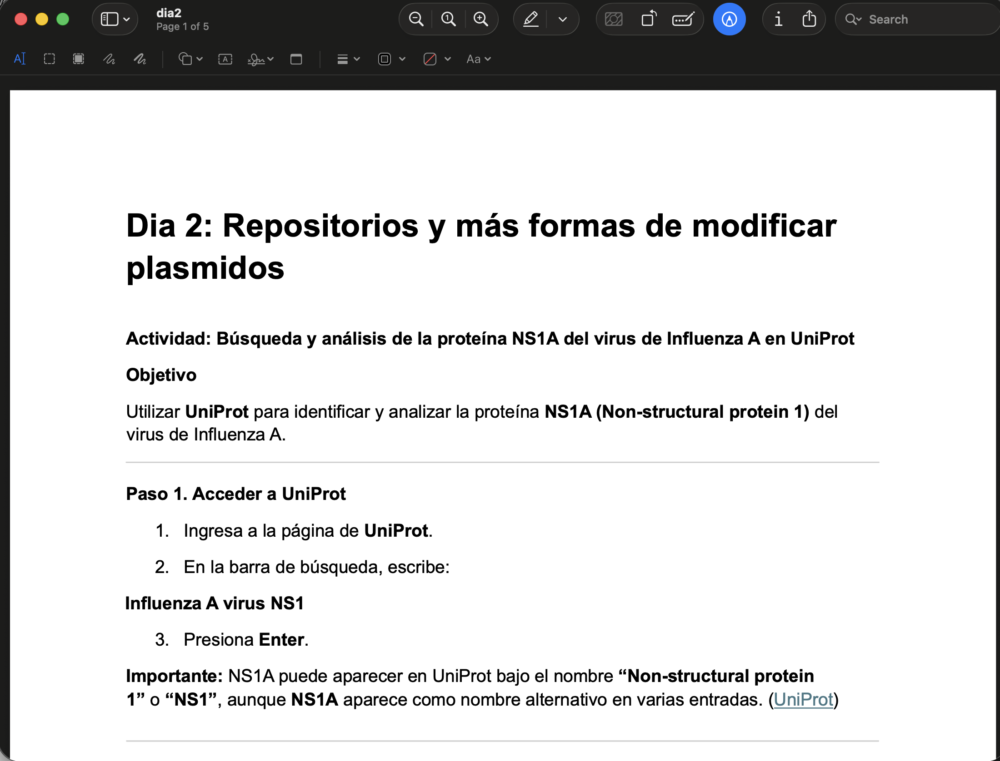 dia2
Page 1 of 5
Search
Aa
Dia 2: Repositorios y más formas de modificar
plasmidos
Actividad: Búsqueda y análisis de la proteína NS1A del virus de Influenza A en UniProt
Objetivo
Utilizar UniProt para identificar y analizar la proteína NS1A (Non-structural protein 1) del
virus de Influenza A.
Paso 1. Acceder a UniProt
1. Ingresa a la página de UniProt.
2. En la barra de búsqueda, escribe:
Influenza A virus NS1
3. Presiona Enter.
Importante: NS1A puede aparecer en UniProt bajo el nombre “Non-structural protein
1” o “NS1”, aunque NS1A aparece como nombre alternativo en varias entradas. (UniProt)